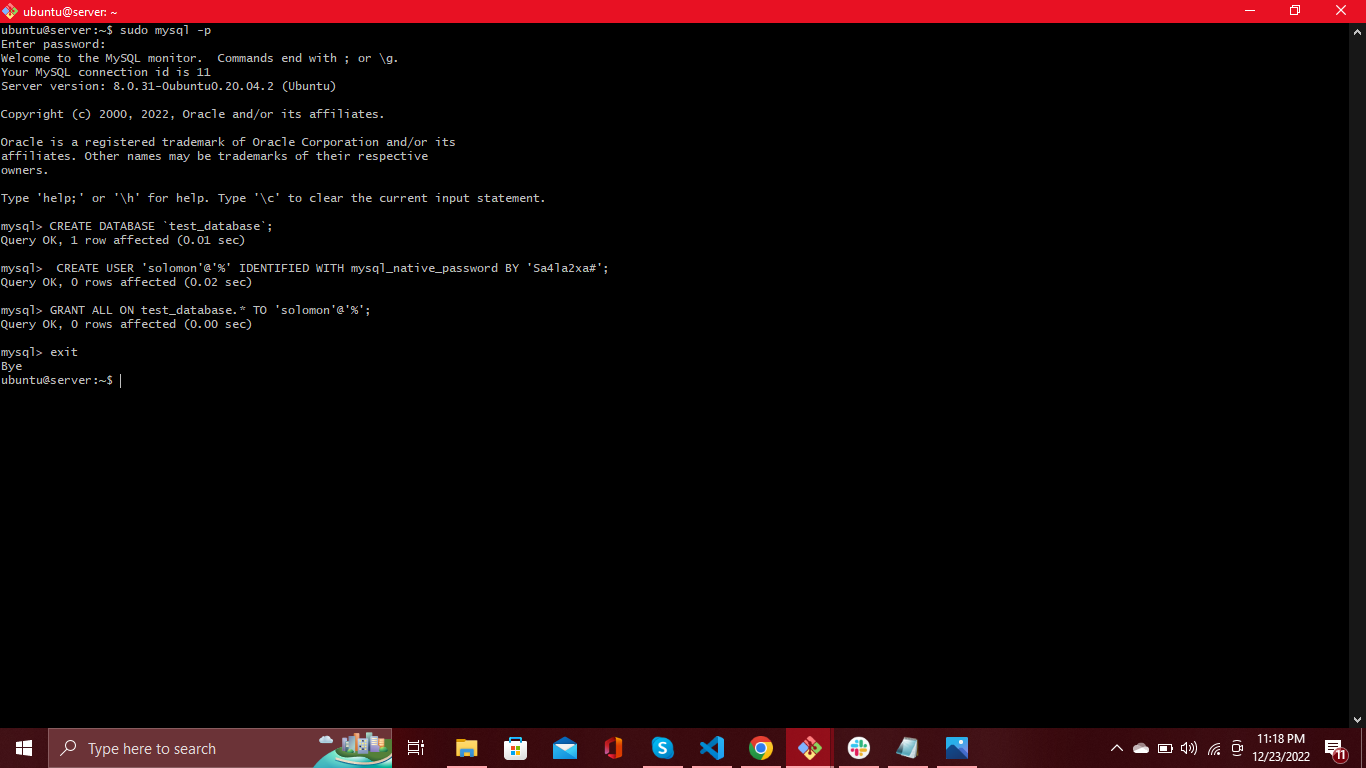 ubuntu@server: ~
ubuntu@server:~$ sudo mysql -p
Enter password:
Welcome to the MySQL monitor.  Commands end with ; or \g.
Your MySQL connection id is 11
Server version: 8.0.31-0ubuntu0.20.04.2 (Ubuntu)
Copyright (c) 2000, 2022, Oracle and/or its affiliates.
Oracle is a registered trademark of Oracle Corporation and/or its
affiliates. Other names may be trademarks of their respective
owners.
Type 'help;' or '\h' for help. Type '\c' to clear the current input statement.
mysql> CREATE DATABASE `test_database`;
Query OK, 1 row affected (0.01 sec)
mysql>  CREATE USER 'solomon'@'%' IDENTIFIED WITH mysql_native_password BY 'Sa4la2xa#';
Query OK, 0 rows affected (0.02 sec)
mysql> GRANT ALL ON test_database.* TO 'solomon'@'%';
Query OK, 0 rows affected (0.00 sec)
mysql> exit
Bye
ubuntu@server:~$
Type here to search
11:18 PM
12/23/2022
11